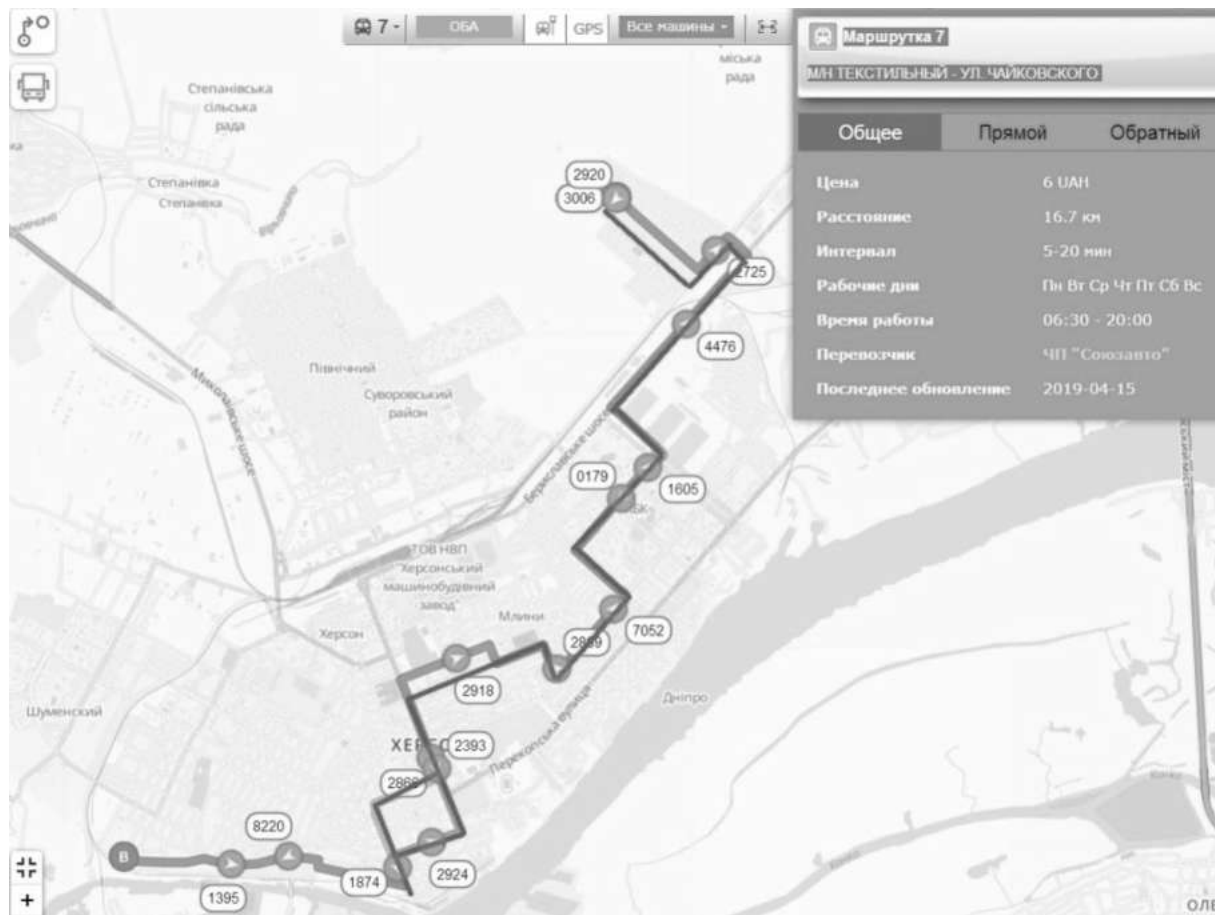 7 - ОБА GPS Все машины -
Маршрутка 7
М/Н ТЕКСТИЛЬНЫЙ - УЛ. ЧАЙКОВСКОГО
Общее Прямой Обратный
Цена 6 UAH
Расстояние 16.7 км
Интервал 5-20 мин
Рабочие дни Пн Вт Ср Чт Пт Сб Вс
Время работы 06:30 - 20:00
Перевозчик ЧП "Союзавто"
Последнее обновление 2019-04-15
міська
рада
Степанівська
сільська
рада
Степанівка
Степанівка
2920
3006
2725
4476
Миколаївське шосе
Північний
Суворовський
район
Бериславське шосе
0179
1605
ТОВ НВП
"Херсонський
машинобудівний
завод"
Млини
Херсон
7052
2918
Дніпро
Шуменский
Перекопська вулиця
2393
8220
B
1395
1874
2924
+